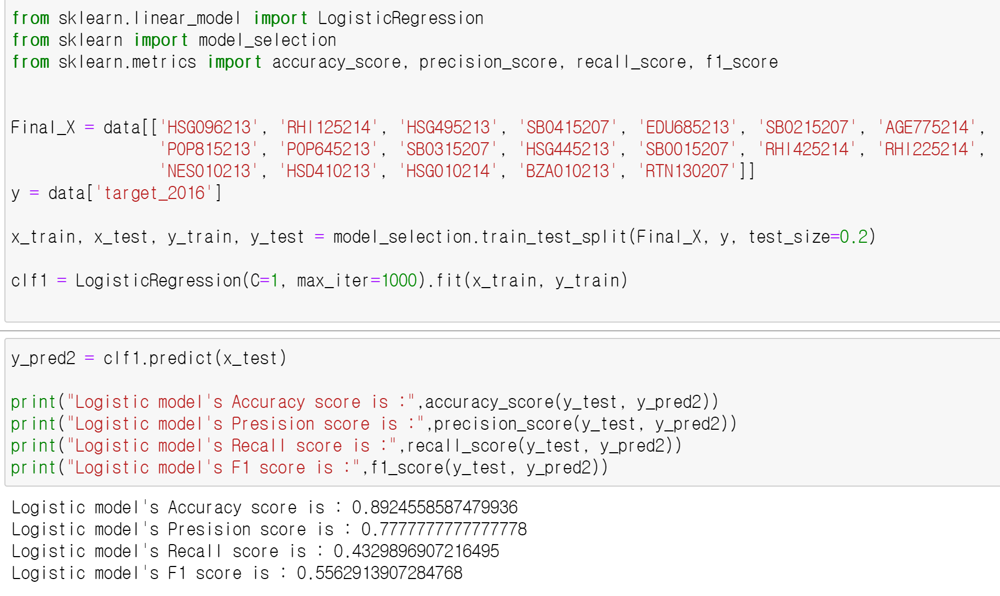 from sklearn.linear_model import LogisticRegression
from sklearn import model_selection
from sklearn.metrics import accuracy_score, precision_score, recall_score, f1_score
Final_X = data[['HSG096213', 'RHI125214', 'HSG495213', 'SBO415207', 'EDU685213', 'SBO215207', 'AGE775214',
'POP815213', 'POP645213', 'SBO315207', 'HSG445213', 'SBO015207', 'RHI425214', 'RHI225214',
'NES010213', 'HSD410213', 'HSG010214', 'BZA010213', 'RTN130207']]
y = data['target_2016']
x_train, x_test, y_train, y_test = model_selection.train_test_split(Final_X, y, test_size=0.2)
clf1 = LogisticRegression(C=1, max_iter=1000).fit(x_train, y_train)
y_pred2 = clf1.predict(x_test)
print("Logistic model's Accuracy score is :",accuracy_score(y_test, y_pred2))
print("Logistic model's Presision score is :",precision_score(y_test, y_pred2))
print("Logistic model's Recall score is :",recall_score(y_test, y_pred2))
print("Logistic model's F1 score is :",f1_score(y_test, y_pred2))
Logistic model's Accuracy score is : 0.8924558587479936
Logistic model's Presision score is : 0.7777777777777778
Logistic model's Recall score is : 0.4329896907216495
Logistic model's F1 score is : 0.5562913907284768